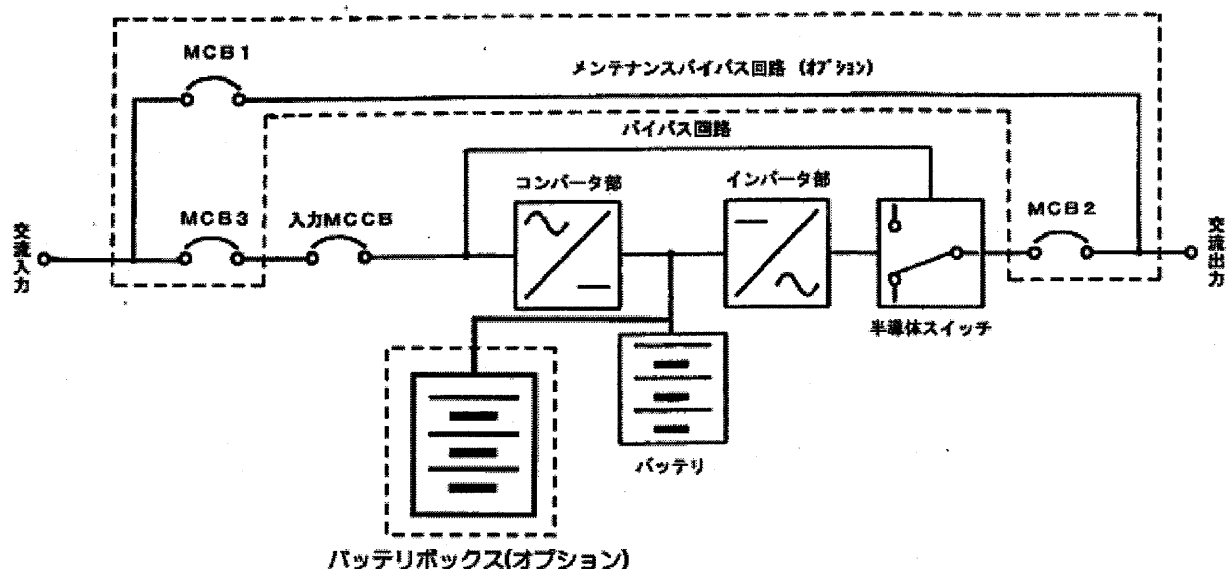 MCB1
メンテナンスバイパス回路 (オプション)
バイパス回路
コンバータ部
インバータ部
MCB3
入力MCCB
MCB2
交流入力
交流出力
半導体スイッチ
バッテリ
バッテリボックス(オプション)